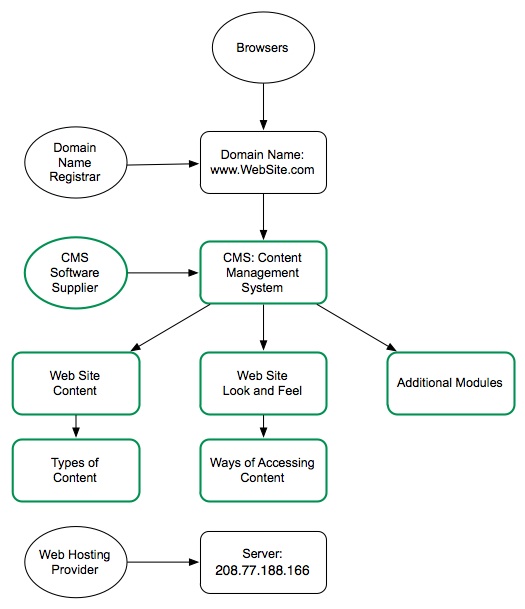 Browsers
Domain
Name
Registrar
Domain Name:
www.WebSite.com
CMS
Software
Supplier
CMS: Content
Management
System
Web Site
Content
Web Site
Look and Feel
Additional Modules
Types of
Content
Ways of Accessing
Content
Web Hosting
Provider
Server:
208.77.188.166